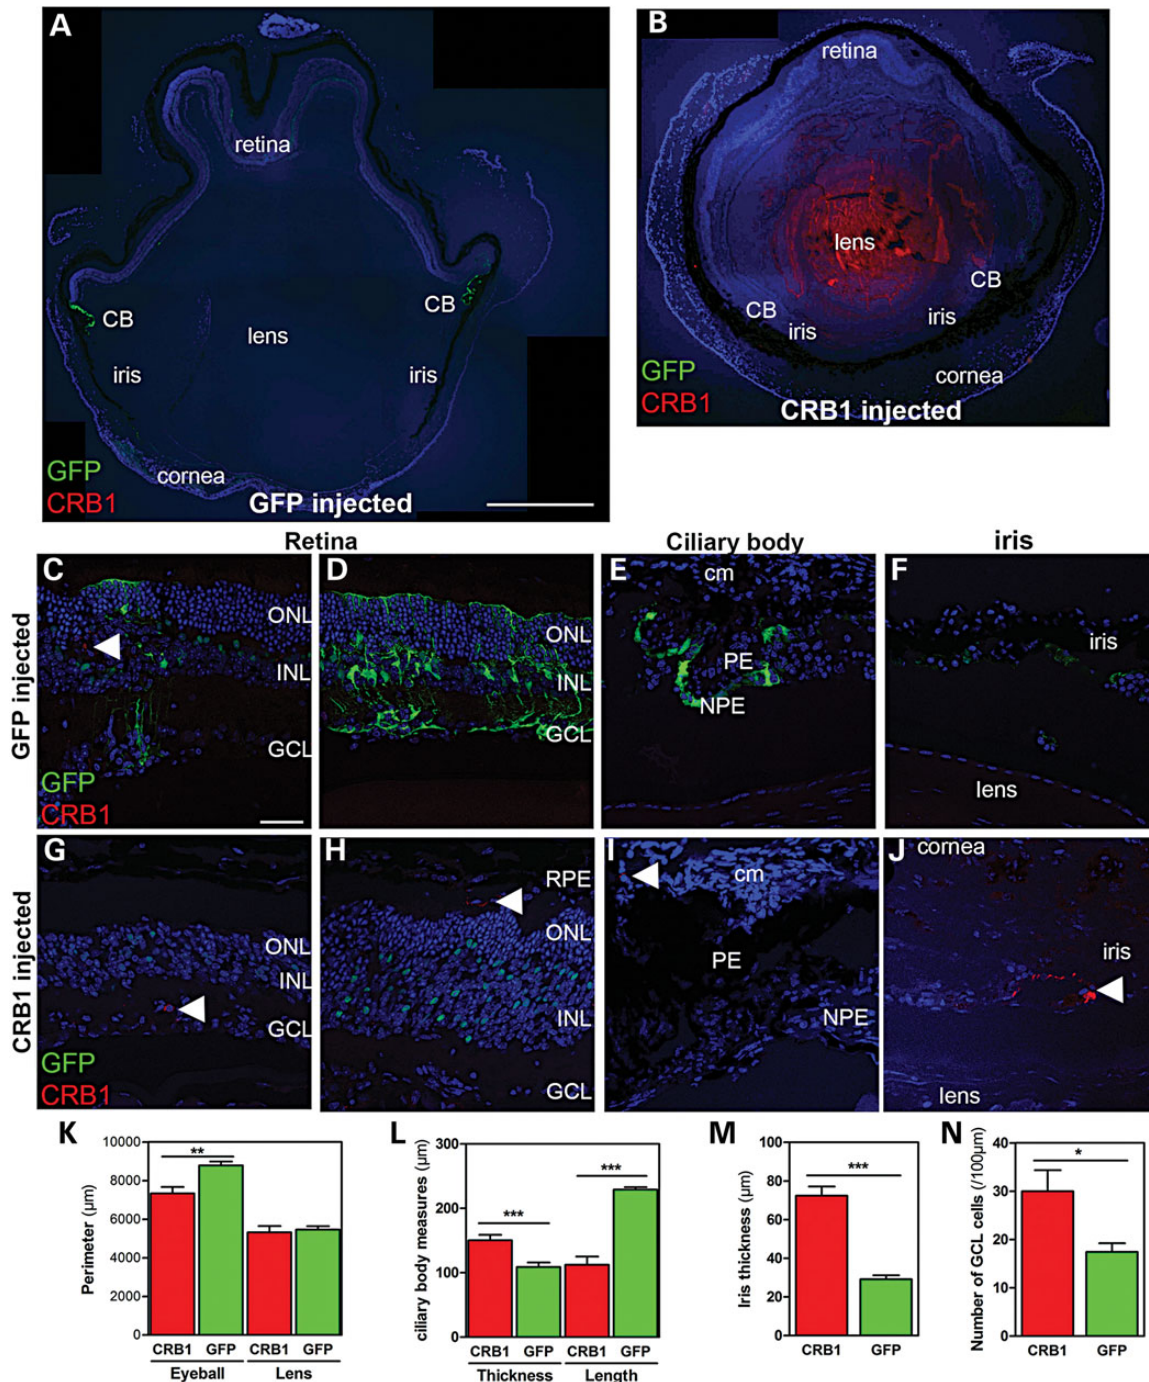 A
retina
CB
CB
lens
iris
iris
cornea
GFP
CRB1
GFP injected
B
retina
lens
CB
CB
iris
iris
cornea
GFP
CRB1
CRB1 injected
Retina
Ciliary body
iris
GFP injected
C
ONL
INL
GCL
GFP
CRB1
D
ONL
INL
GCL
E
cm
PE
NPE
F
iris
lens
CRB1 injected
G
ONL
INL
GCL
GFP
CRB1
H
RPE
ONL
INL
GCL
I
cm
PE
NPE
J
cornea
iris
lens
K
Perimeter (µm)
10000
8000
6000
4000
2000
0
**
CRB1 GFP CRB1 GFP
Eyeball Lens
L
ciliary body measures (µm)
300
200
100
0
***
***
CRB1 GFP CRB1 GFP
Thickness Length
M
Iris thickness (µm)
80
60
40
20
0
***
CRB1 GFP
N
Number of GCL cells (/100µm)
40
30
20
10
0
*
CRB1 GFP